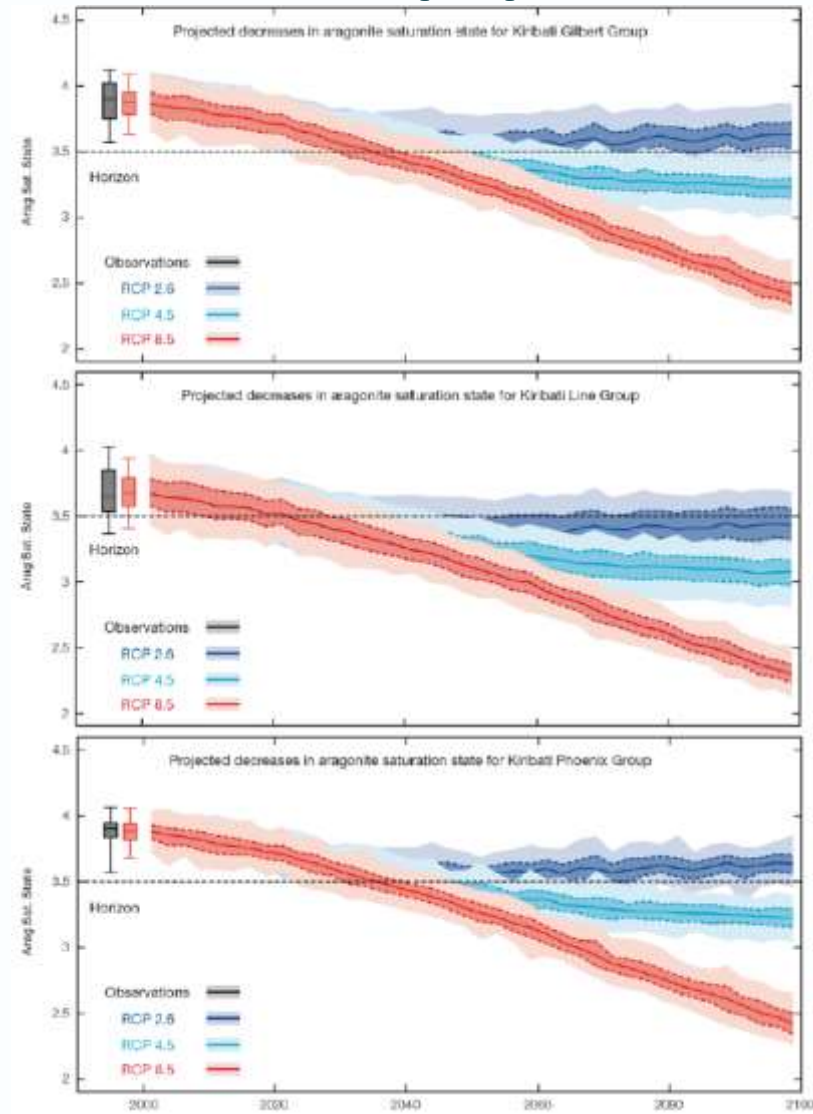 4.5
Projected decreases in aragonite saturation state for Kiribati Gilbert Group
4
3.5
Horizon
3
Arag.Sat. State
Observations
2.5
RCP 2.6
RCP 4.5
RCP 8.5
2
4.5
Projected decreases in aragonite saturation state for Kiribati Line Group
4
3.5
Horizon
3
Arag.Sat. State
Observations
2.5
RCP 2.6
RCP 4.5
RCP 8.5
2
4.5
Projected decreases in aragonite saturation state for Kiribati Phoenix Group
4
3.5
Horizon
3
Arag.Sat. State
Observations
2.5
RCP 2.6
RCP 4.5
RCP 8.5
2
2000 2020 2040 2060 2080 2100